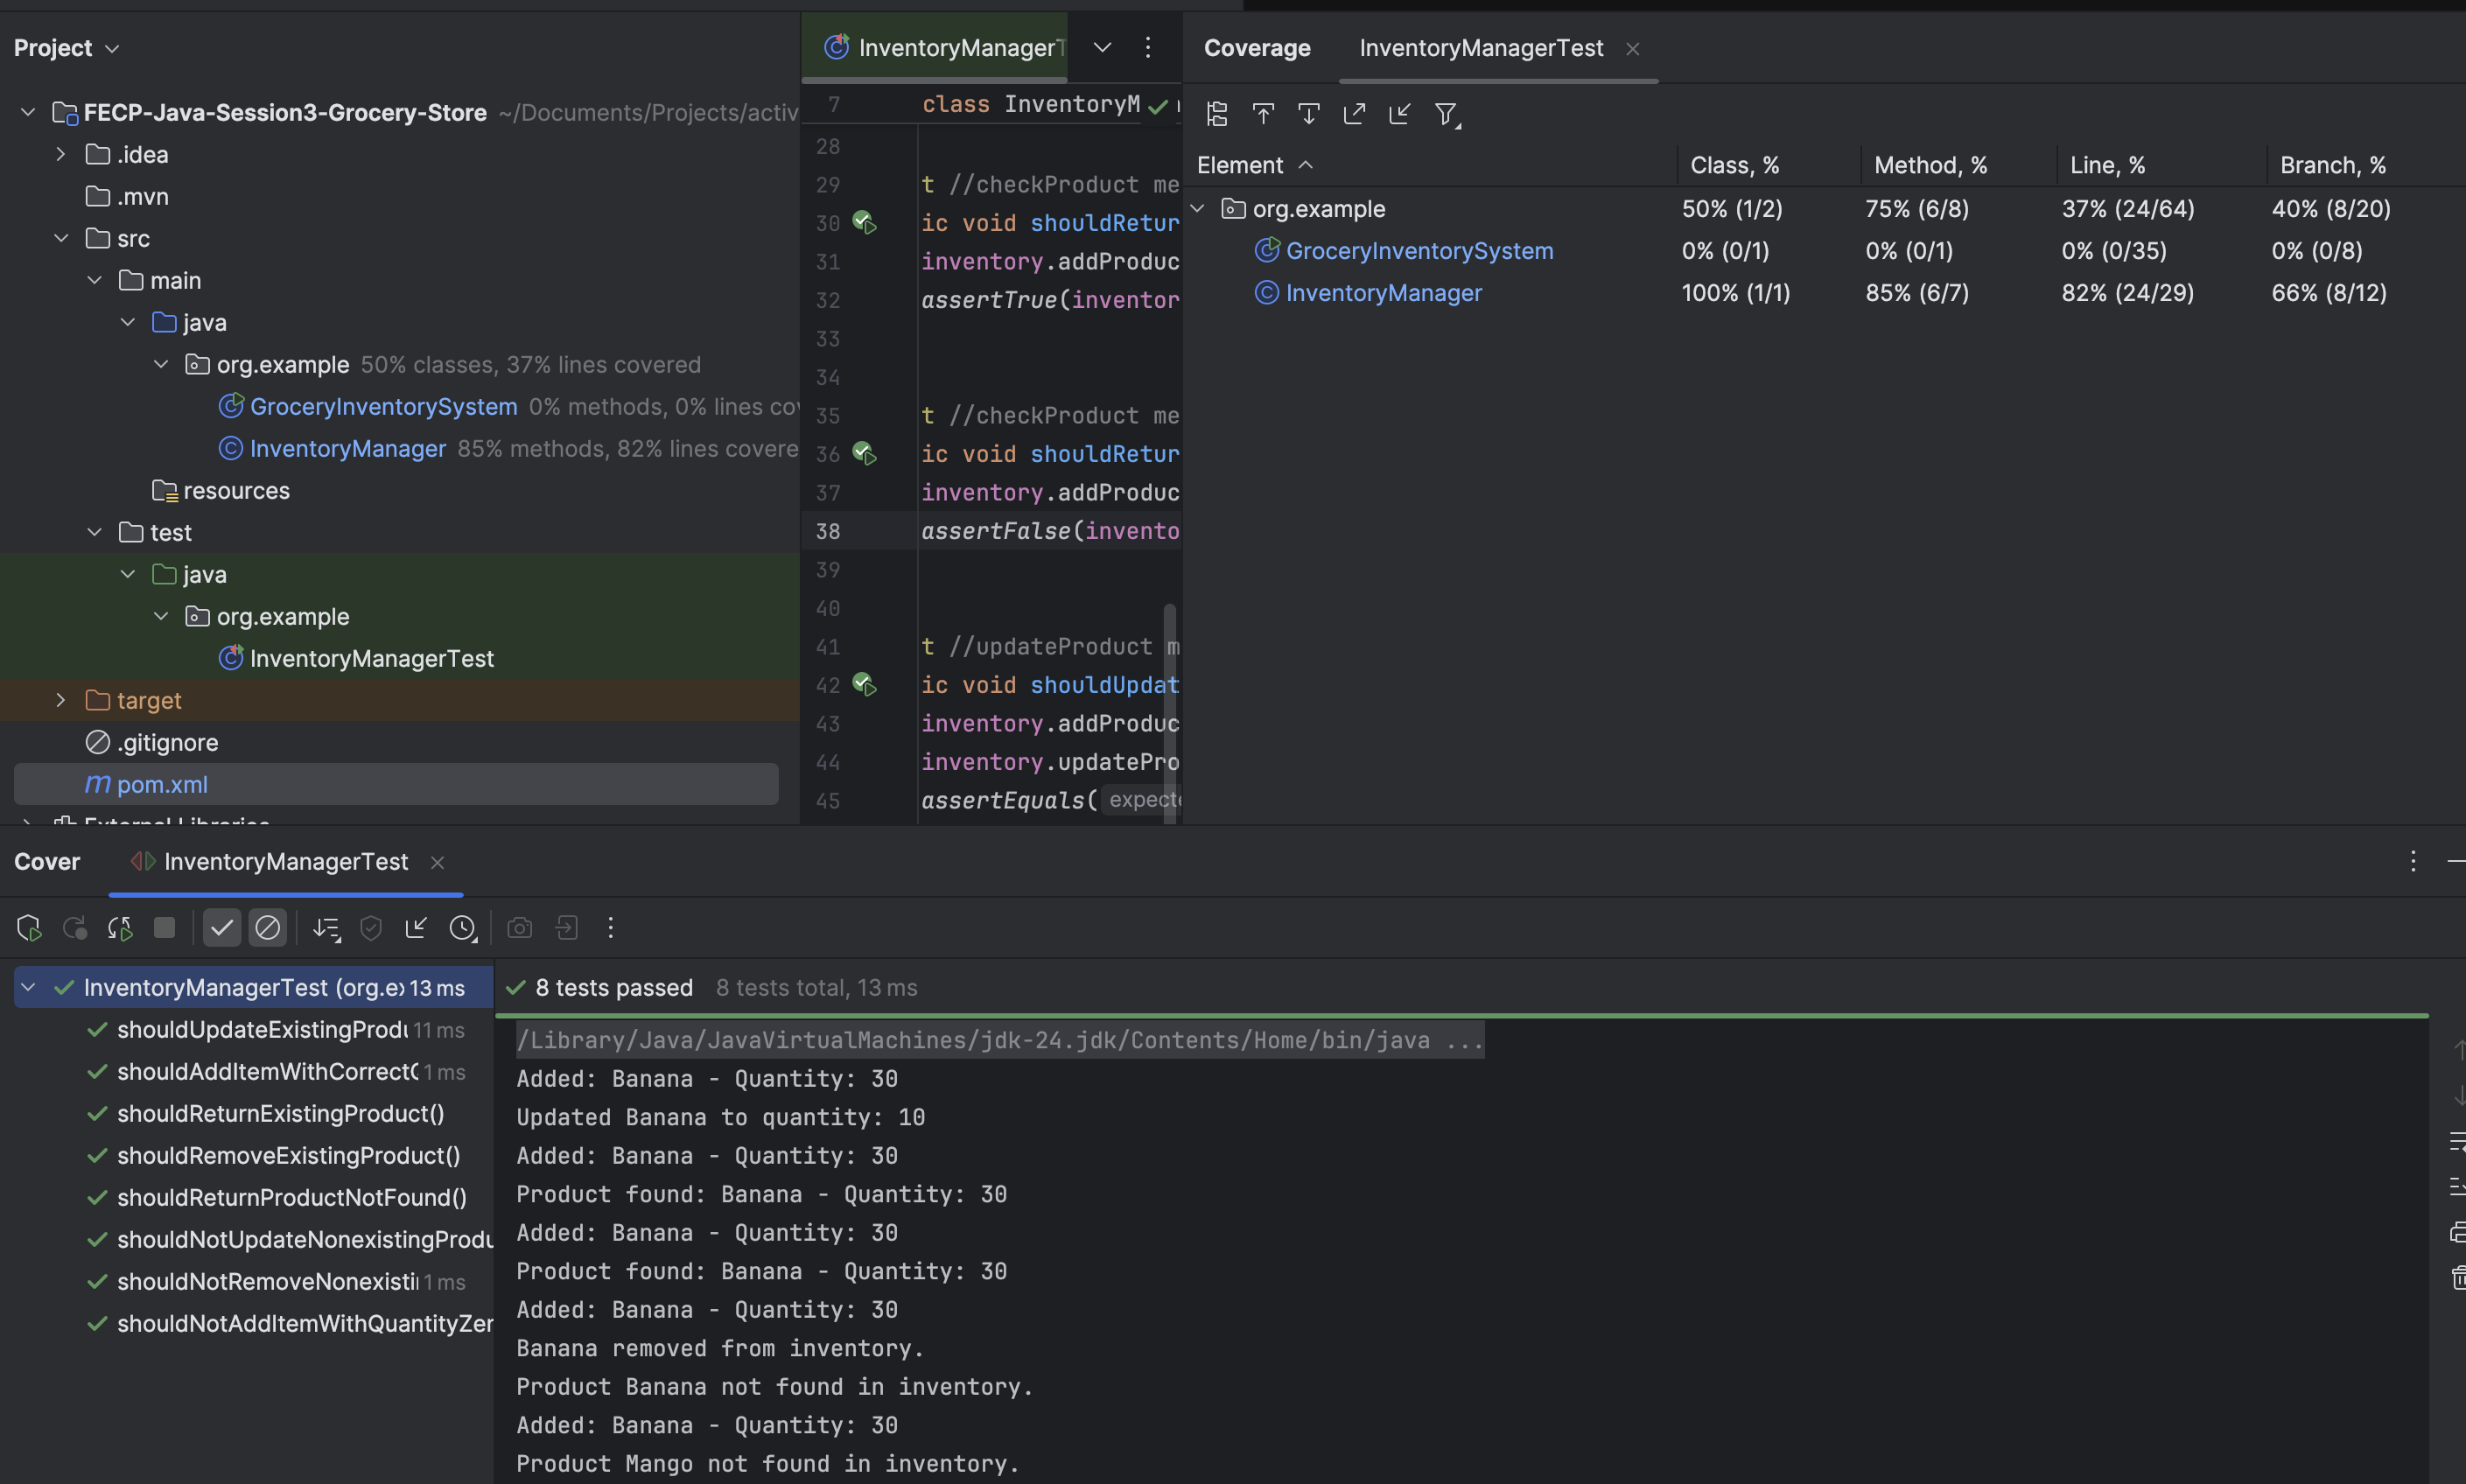 Project
FECP-Java-Session3-Grocery-Store ~/Documents/Projects/activ
.idea
.mvn
src
main
java
org.example 50% classes, 37% lines covered
GroceryInventorySystem 0% methods, 0% lines cov
InventoryManager 85% methods, 82% lines covere
resources
test
java
org.example
InventoryManagerTest
target
.gitignore
m pom.xml
External Libraries
InventoryManagerT
7 class InventoryM
28
29 t //checkProduct me
30 ic void shouldRetur
31 inventory.addProduc
32 assertTrue(inventor
33
34
35 t //checkProduct me
36 ic void shouldRetur
37 inventory.addProduc
38 assertFalse(invento
39
40
41 t //updateProduct m
42 ic void shouldUpdat
43 inventory.addProduc
44 inventory.updatePro
45 assertEquals( expecte
Coverage InventoryManagerTest
Element Class, % Method, % Line, % Branch, %
org.example 50% (1/2) 75% (6/8) 37% (24/64) 40% (8/20)
GroceryInventorySystem 0% (0/1) 0% (0/1) 0% (0/35) 0% (0/8)
InventoryManager 100% (1/1) 85% (6/7) 82% (24/29) 66% (8/12)
Cover InventoryManagerTest
InventoryManagerTest (org.ex 13 ms
shouldUpdateExistingProdu 11 ms
shouldAddItemWithCorrectQ 1 ms
shouldReturnExistingProduct()
shouldRemoveExistingProduct()
shouldReturnProductNotFound()
shouldNotUpdateNonexistingProdu
shouldNotRemoveNonexisti 1 ms
shouldNotAddItemWithQuantityZer
8 tests passed 8 tests total, 13 ms
/Library/Java/JavaVirtualMachines/jdk-24.jdk/Contents/Home/bin/java ...
Added: Banana - Quantity: 30
Updated Banana to quantity: 10
Added: Banana - Quantity: 30
Product found: Banana - Quantity: 30
Added: Banana - Quantity: 30
Product found: Banana - Quantity: 30
Added: Banana - Quantity: 30
Banana removed from inventory.
Product Banana not found in inventory.
Added: Banana - Quantity: 30
Product Mango not found in inventory.